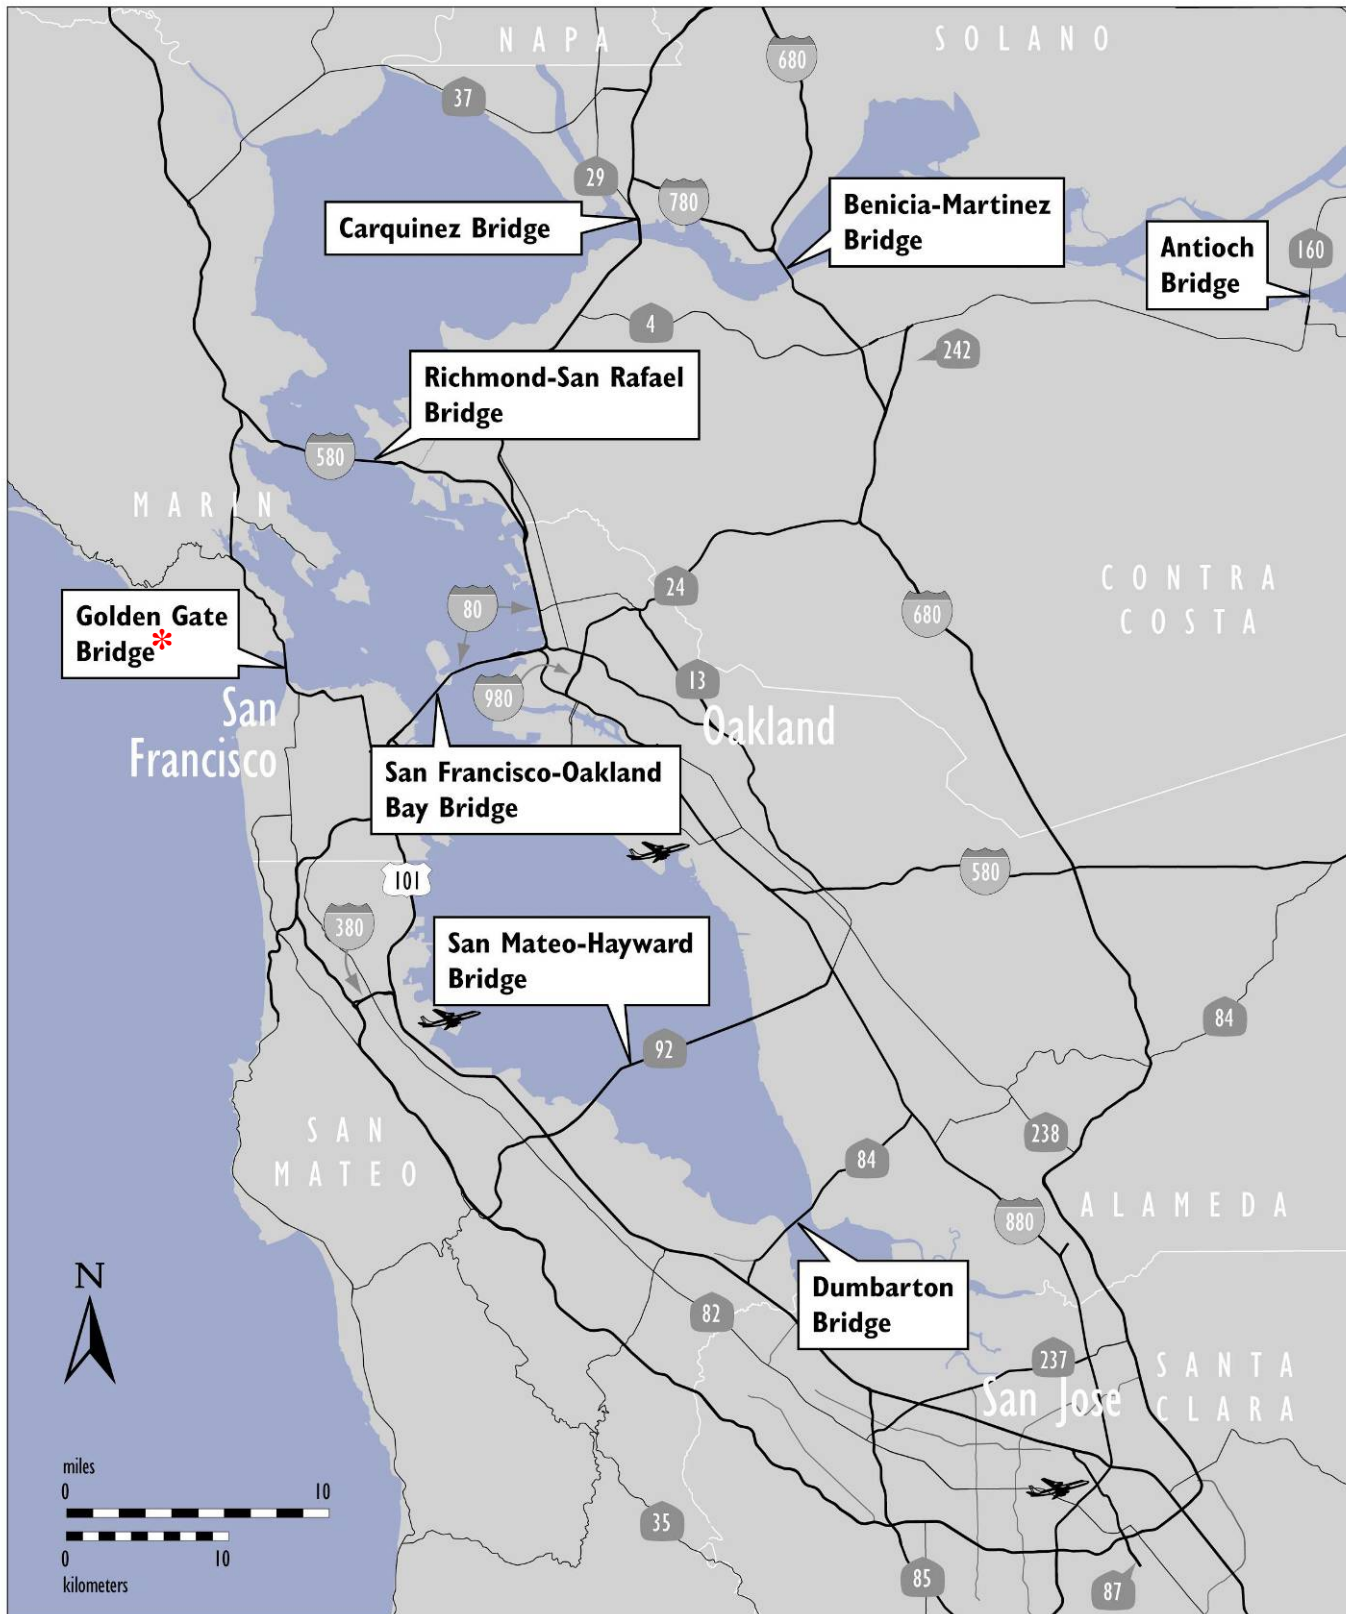 NAPA
SOLANO
680
37
29
780
Carquinez Bridge
Benicia-Martinez
Bridge
Antioch
Bridge
160
4
242
Richmond-San Rafael
Bridge
580
MARIN
80
24
680
CONTRA
COSTA
Golden Gate
Bridge*
980
13
San
Francisco
Oakland
San Francisco-Oakland
Bay Bridge
101
580
380
San Mateo-Hayward
Bridge
92
84
SAN
MATEO
238
84
880
ALAMEDA
N
Dumbarton
Bridge
82
237
SANTA
CLARA
San Jose
miles
0 10
0 10
kilometers
35
85
87